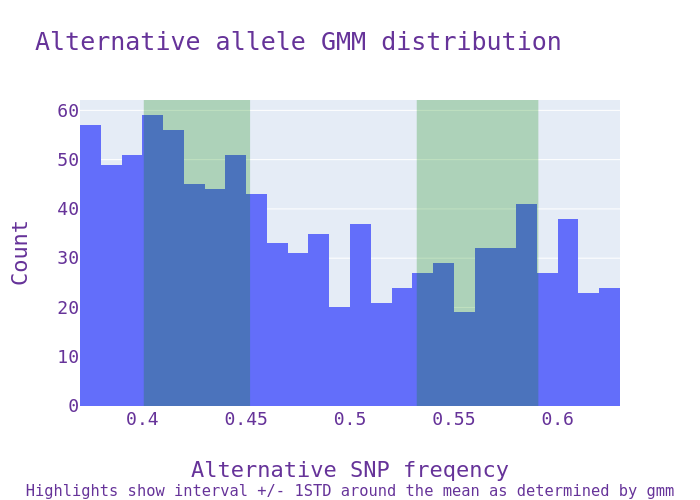 Alternative allele GMM distribution
60
50
40
30
20
10
0
Count
0.4 0.45 0.5 0.55 0.6
Alternative SNP freqency
Highlights show interval +/- 1STD around the mean as determined by gmm